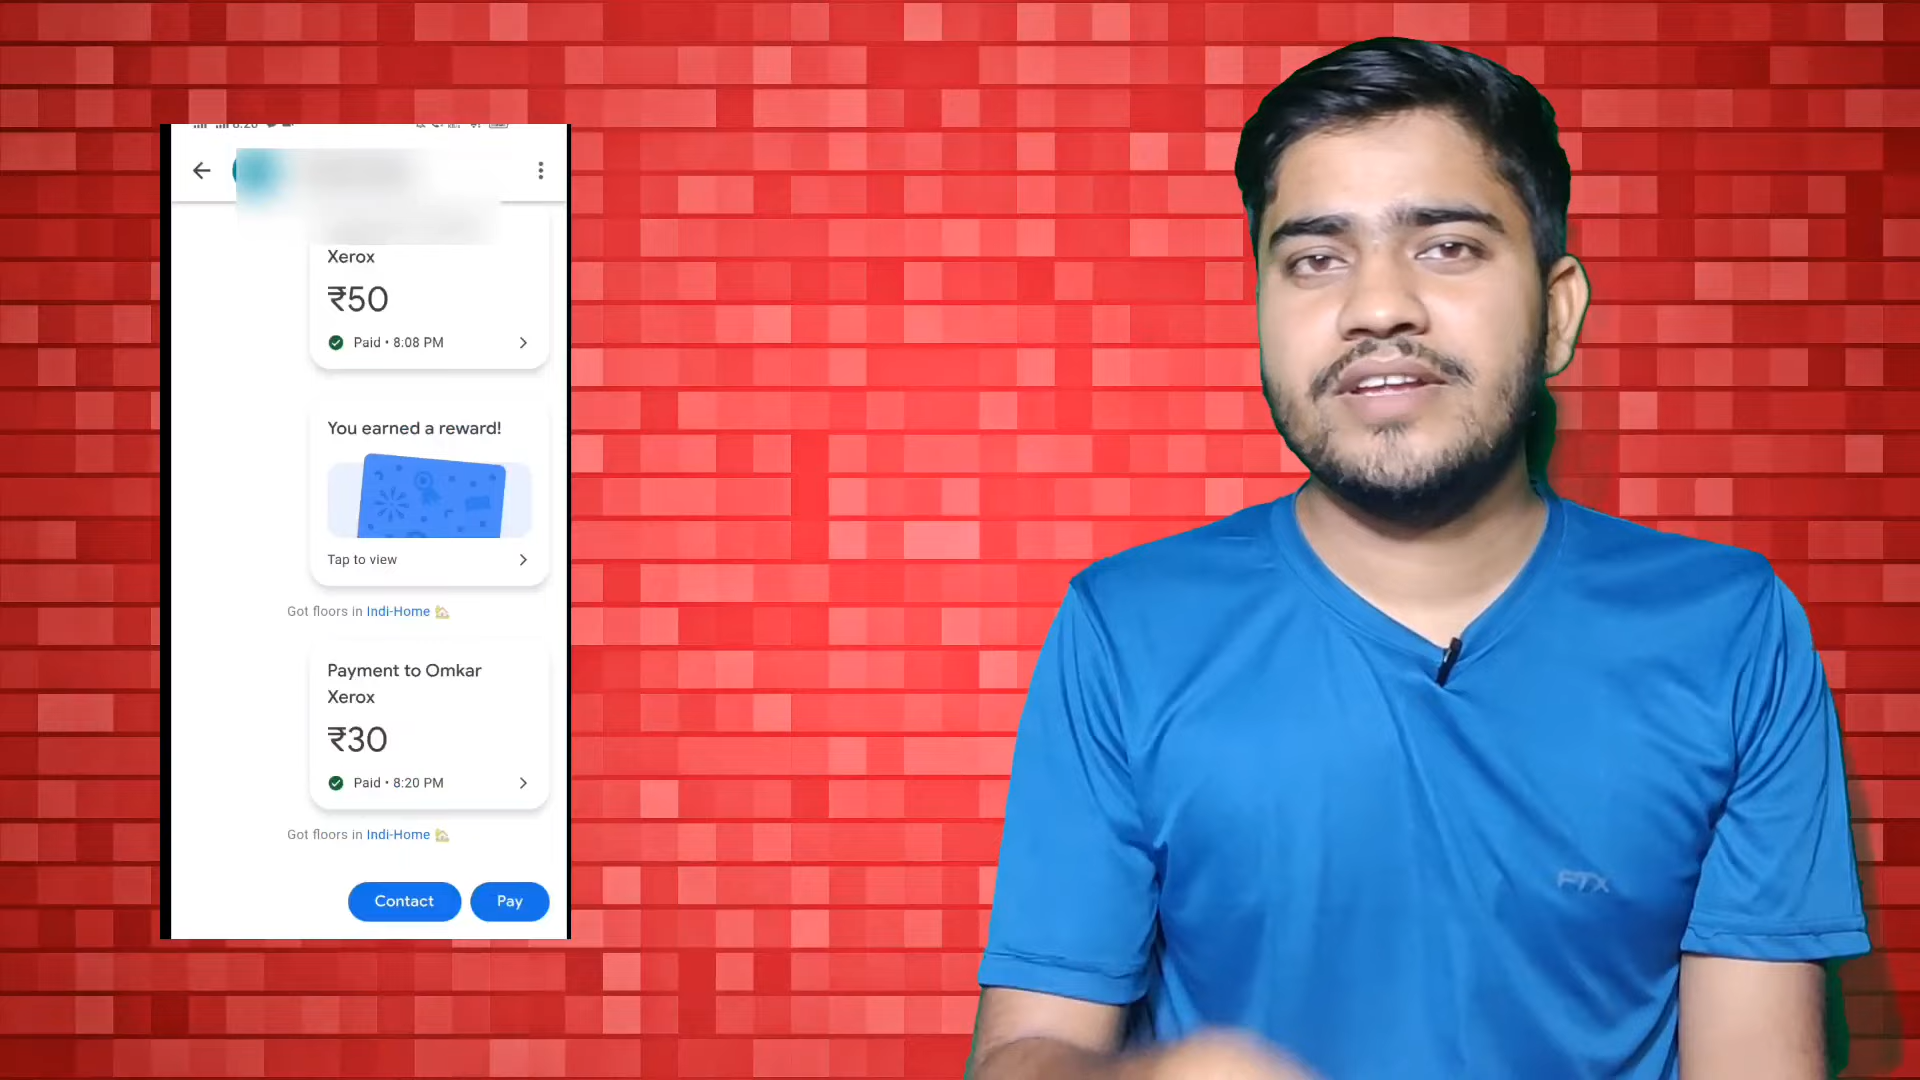 Xerox
₹50
Paid • 8:08 PM
You earned a reward!
Tap to view
Got floors in Indi-Home 🏡
Payment to Omkar
Xerox
₹30
Paid • 8:20 PM
Got floors in Indi-Home 🏡
Contact
Pay